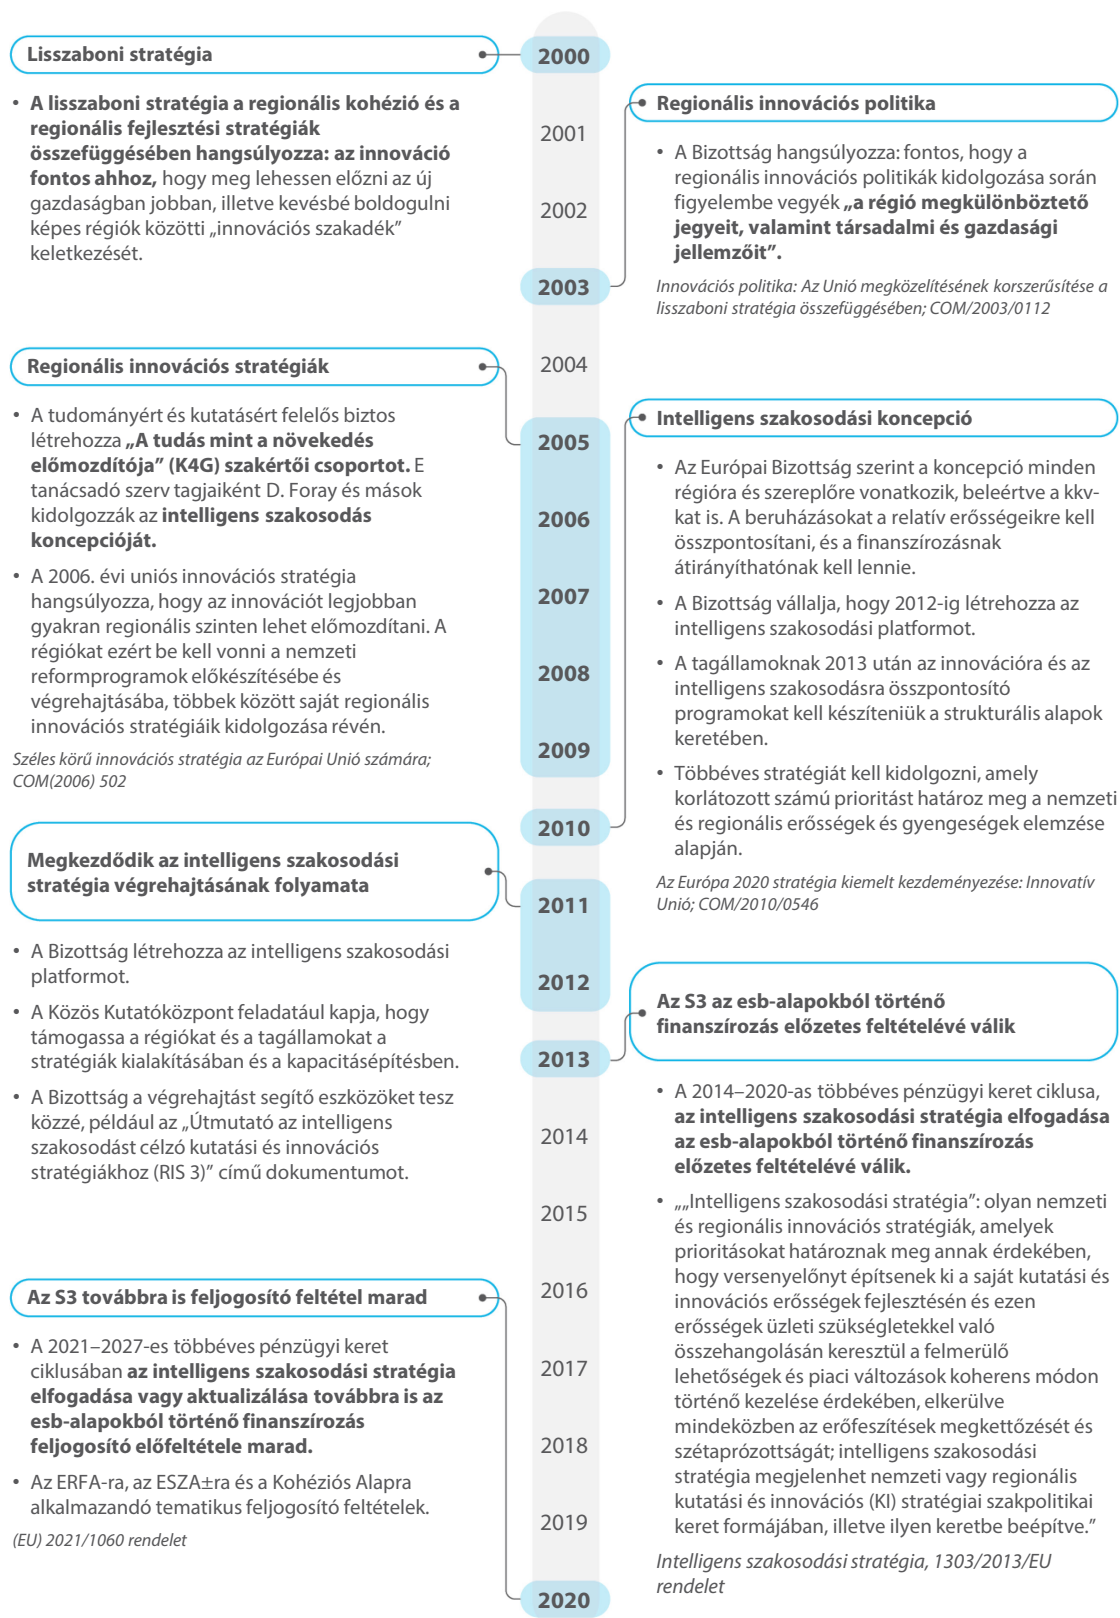 2000
Lisszaboni stratégia
• A lisszaboni stratégia a regionális kohézió és a
regionális fejlesztési stratégiák
összefüggésében hangsúlyozza: az innováció
fontos ahhoz, hogy meg lehessen előzni az új
gazdaságban jobban, illetve kevésbé boldogulni
képes régiók közötti „innovációs szakadék”
keletkezését.
2001
2002
2003
Regionális innovációs politika
• A Bizottság hangsúlyozza: fontos, hogy a
regionális innovációs politikák kidolgozása során
figyelembe vegyék „a régió megkülönböztető
jegyeit, valamint társadalmi és gazdasági
jellemzőit”.
Innovációs politika: Az Unió megközelítésének korszerűsítése a
lisszaboni stratégia összefüggésében; COM/2003/0112
2004
Regionális innovációs stratégiák
• A tudományért és kutatásért felelős biztos
létrehozza „A tudás mint a növekedés
előmozdítója” (K4G) szakértői csoportot. E
tanácsadó szerv tagjaiként D. Foray és mások
kidolgozzák az intelligens szakosodás
koncepcióját.
• A 2006. évi uniós innovációs stratégia
hangsúlyozza, hogy az innovációt legjobban
gyakran regionális szinten lehet előmozdítani. A
régiókat ezért be kell vonni a nemzeti
reformprogramok előkészítésébe és
végrehajtásába, többek között saját regionális
innovációs stratégiáik kidolgozása révén.
Széles körű innovációs stratégia az Európai Unió számára;
COM(2006) 502
2005
2006
2007
2008
2009
2010
Intelligens szakosodási koncepció
• Az Európai Bizottság szerint a koncepció minden
régióra és szereplőre vonatkozik, beleértve a kkv-
kat is. A beruházásokat a relatív erősségeikre kell
összpontosítani, és a finanszírozásnak
átirányíthatónak kell lennie.
• A Bizottság vállalja, hogy 2012-ig létrehozza az
intelligens szakosodási platformot.
• A tagállamoknak 2013 után az innovációra és az
intelligens szakosodásra összpontosító
programokat kell készíteniük a strukturális alapok
keretében.
• Többéves stratégiát kell kidolgozni, amely
korlátozott számú prioritást határoz meg a nemzeti
és regionális erősségek és gyengeségek elemzése
alapján.
Az Európa 2020 stratégia kiemelt kezdeményezése: Innovatív
Unió; COM/2010/0546
Megkezdődik az intelligens szakosodási
stratégia végrehajtásának folyamata
• A Bizottság létrehozza az intelligens szakosodási
platformot.
• A Közös Kutatóközpont feladatául kapja, hogy
támogassa a régiókat és a tagállamokat a
stratégiák kialakításában és a kapacitásépítésben.
• A Bizottság a végrehajtást segítő eszközöket tesz
közzé, például az „Útmutató az intelligens
szakosodást célzó kutatási és innovációs
stratégiákhoz (RIS 3)” című dokumentumot.
2011
2012
2013
Az S3 az esb-alapokból történő
finanszírozás előzetes feltételévé válik
• A 2014–2020-as többéves pénzügyi keret ciklusa,
az intelligens szakosodási stratégia elfogadása
az esb-alapokból történő finanszírozás
előzetes feltételévé válik.
• „„Intelligens szakosodási stratégia”: olyan nemzeti
és regionális innovációs stratégiák, amelyek
prioritásokat határoznak meg annak érdekében,
hogy versenyelőnyt építsenek ki a saját kutatási és
innovációs erősségek fejlesztésén és ezen
erősségek üzleti szükségletekkel való
összehangolásán keresztül a felmerülő
lehetőségek és piaci változások koherens módon
történő kezelése érdekében, elkerülve
mindeközben az erőfeszítések megkettőzését és
szétaprózottságát; intelligens szakosodási
stratégia megjelenhet nemzeti vagy regionális
kutatási és innovációs (KI) stratégiai szakpolitikai
keret formájában, illetve ilyen keretbe beépítve.”
Intelligens szakosodási stratégia, 1303/2013/EU
rendelet
2014
2015
2016
2017
2018
2019
2020
Az S3 továbbra is feljogosító feltétel marad
• A 2021–2027-es többéves pénzügyi keret
ciklusában az intelligens szakosodási stratégia
elfogadása vagy aktualizálása továbbra is az
esb-alapokból történő finanszírozás
feljogosító előfeltétele marad.
• Az ERFA-ra, az ESZA±ra és a Kohéziós Alapra
alkalmazandó tematikus feljogosító feltételek.
(EU) 2021/1060 rendelet